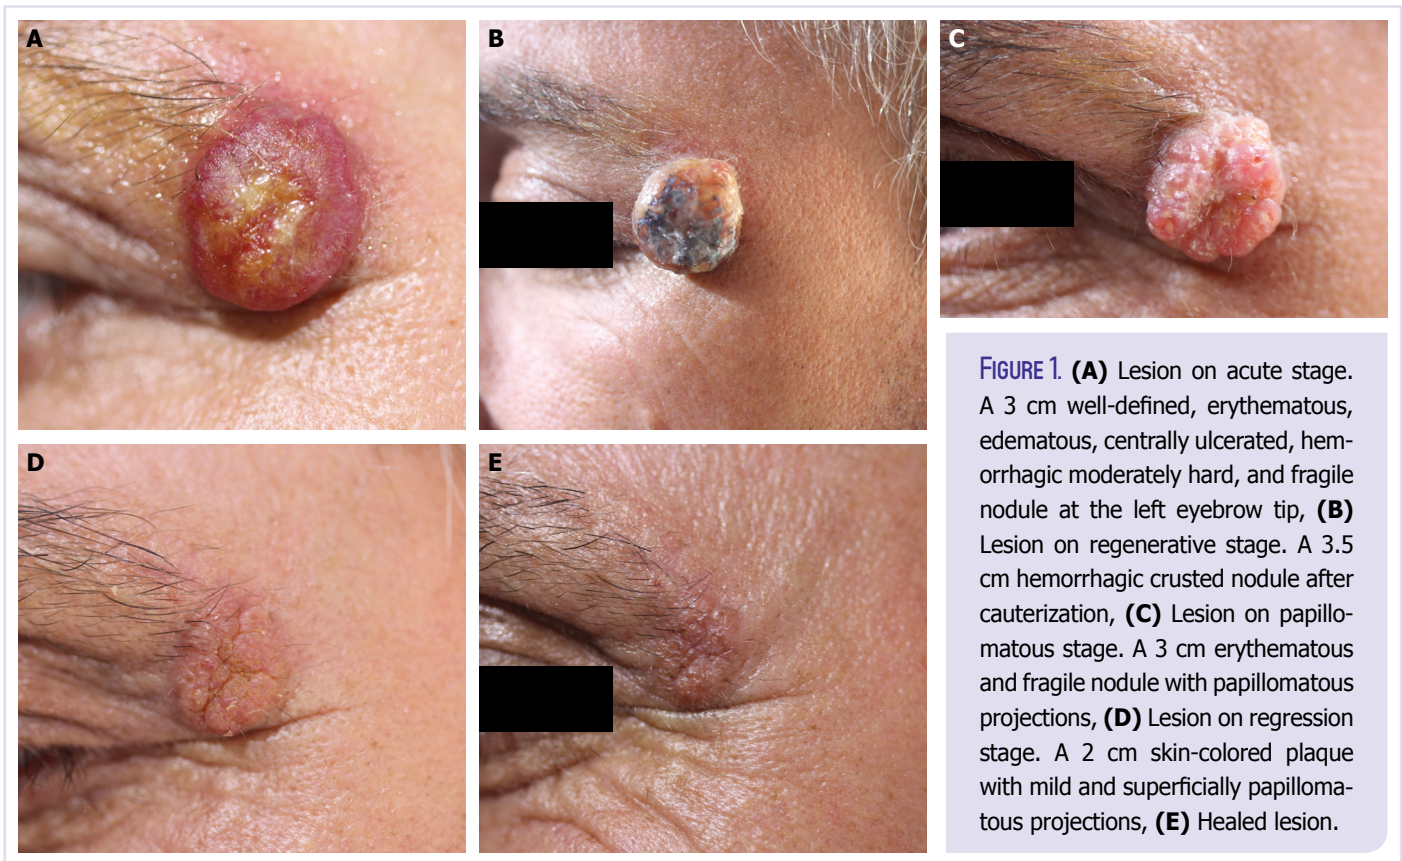 A
B
C
D
E
FIGURE 1. (A) Lesion on acute stage.
A 3 cm well-defined, erythematous,
edematous, centrally ulcerated, hem-
orrhagic moderately hard, and fragile
nodule at the left eyebrow tip, (B)
Lesion on regenerative stage. A 3.5
cm hemorrhagic crusted nodule after
cauterization, (C) Lesion on papillo-
matous stage. A 3 cm erythematous
and fragile nodule with papillomatous
projections, (D) Lesion on regression
stage. A 2 cm skin-colored plaque
with mild and superficially papilloma-
tous projections, (E) Healed lesion.